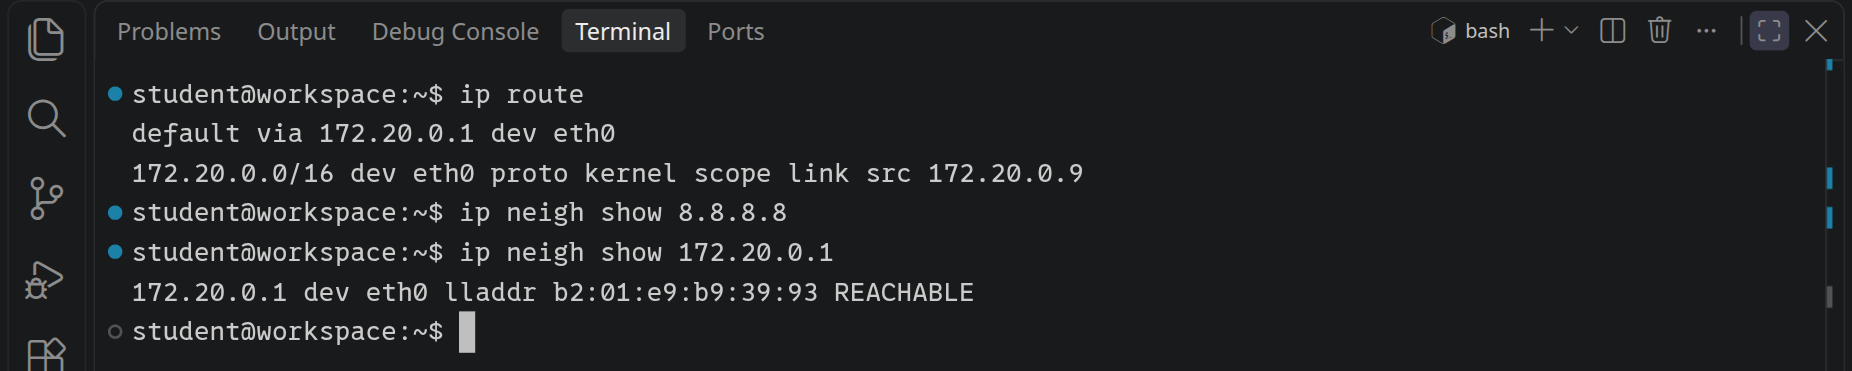 Problems Output Debug Console Terminal Ports bash
student@workspace:~$ ip route
default via 172.20.0.1 dev eth0
172.20.0.0/16 dev eth0 proto kernel scope link src 172.20.0.9
student@workspace:~$ ip neigh show 8.8.8.8
student@workspace:~$ ip neigh show 172.20.0.1
172.20.0.1 dev eth0 lladdr b2:01:e9:b9:39:93 REACHABLE
student@workspace:~$